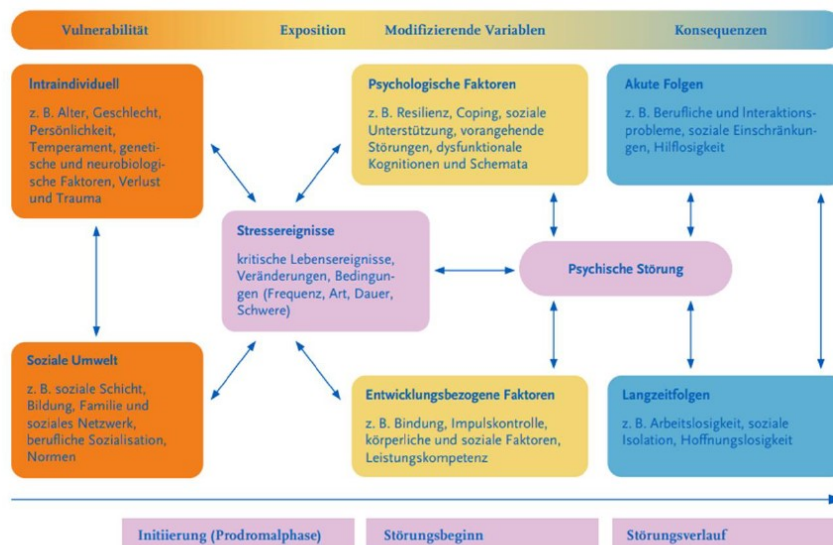 Vulnerabilität
Exposition
Modifizierende Variablen
Konsequenzen
Intraindividuell
z. B. Alter, Geschlecht,
Persönlichkeit,
Temperament, geneti-
sche und neurobiologi-
sche Faktoren, Verlust
und Trauma
Psychologische Faktoren
z. B. Resilienz, Coping, soziale
Unterstützung, vorangehende
Störungen, dysfunktionale
Kognitionen und Schemata
Akute Folgen
z. B. Berufliche und Interaktions-
probleme, soziale Einschränkun-
gen, Hilflosigkeit
Stressereignisse
kritische Lebensereignisse,
Veränderungen, Bedingun-
gen (Frequenz, Art, Dauer,
Schwere)
Psychische Störung
Soziale Umwelt
z. B. soziale Schicht,
Bildung, Familie und
soziales Netzwerk,
berufliche Sozialisation,
Normen
Entwicklungsbezogene Faktoren
z. B. Bindung, Impulskontrolle,
körperliche und soziale Faktoren,
Leistungskompetenz
Langzeitfolgen
z. B. Arbeitslosigkeit, soziale
Isolation, Hoffnungslosigkeit
Initiierung (Prodromalphase)
Störungsbeginn
Störungsverlauf